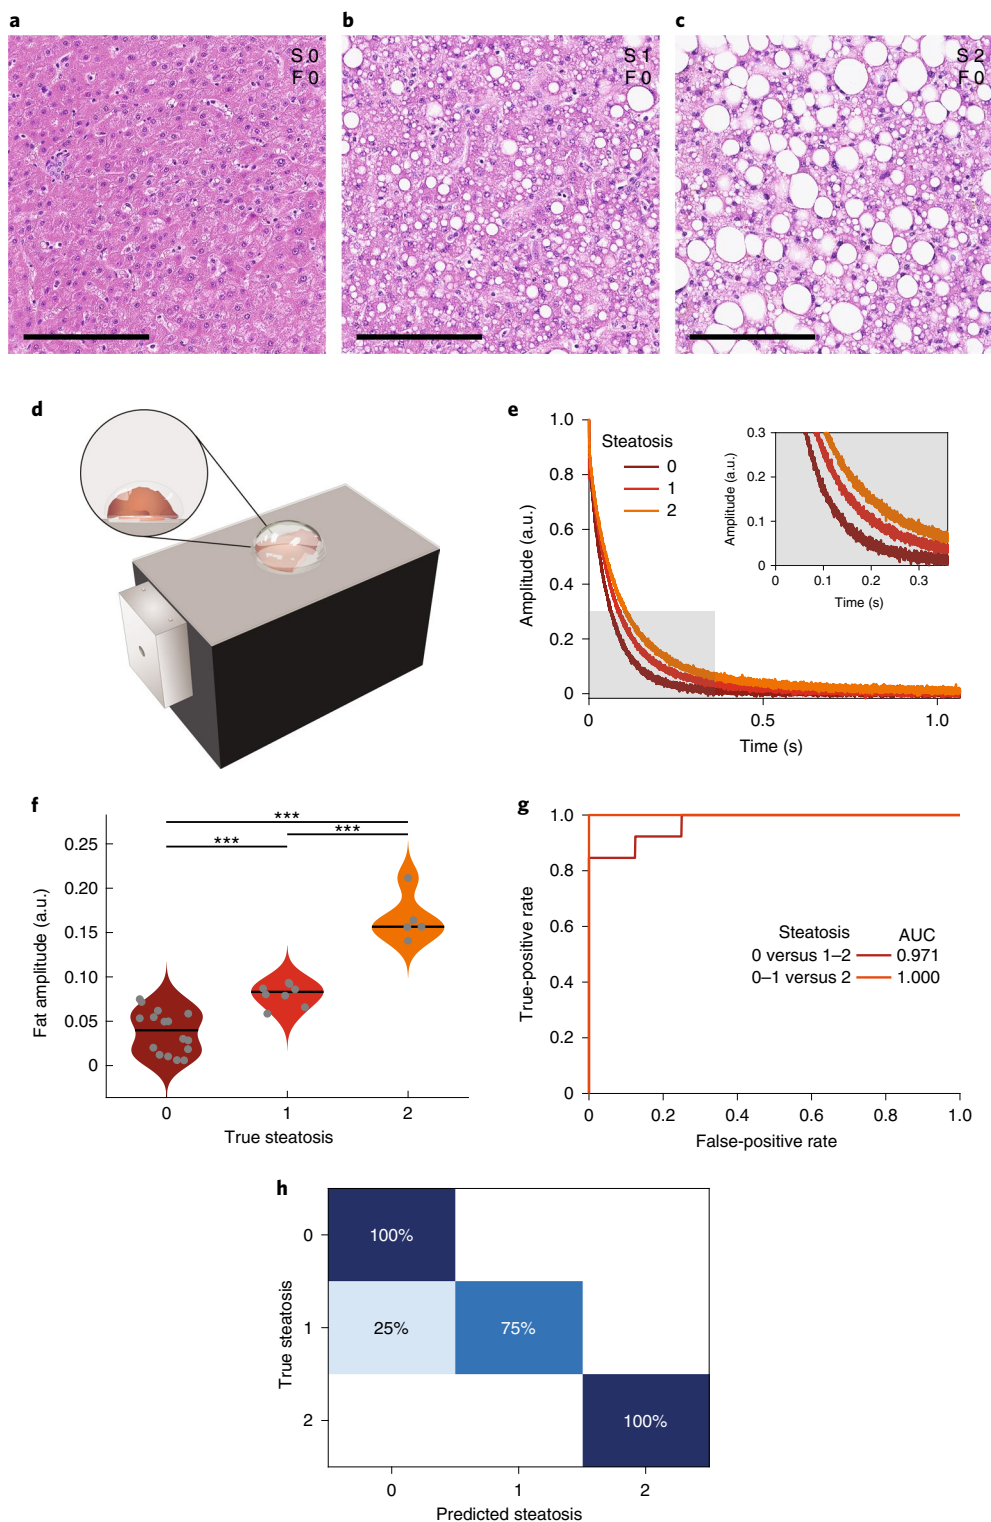 a
b
c
S 0
F 0
S 1
F 0
S 2
F 0
d
e
1.0
0.8
0.6
0.4
0.2
0
Amplitude (a.u.)
0
0.5
1.0
Time (s)
Steatosis
0
1
2
0.3
0.1
0
Amplitude (a.u.)
0
0.1
0.2
0.3
Time (s)
f
0.25
0.20
0.15
0.10
0.05
0
Fat amplitude (a.u.)
***
***
***
0
1
2
True steatosis
g
1.0
0.8
0.6
0.4
0.2
0
True-positive rate
Steatosis
AUC
0 versus 1–2
0.971
0–1 versus 2
1.000
0
0.2
0.4
0.6
0.8
1.0
False-positive rate
h
0
1
2
True steatosis
100%
25%
75%
100%
0
1
2
Predicted steatosis